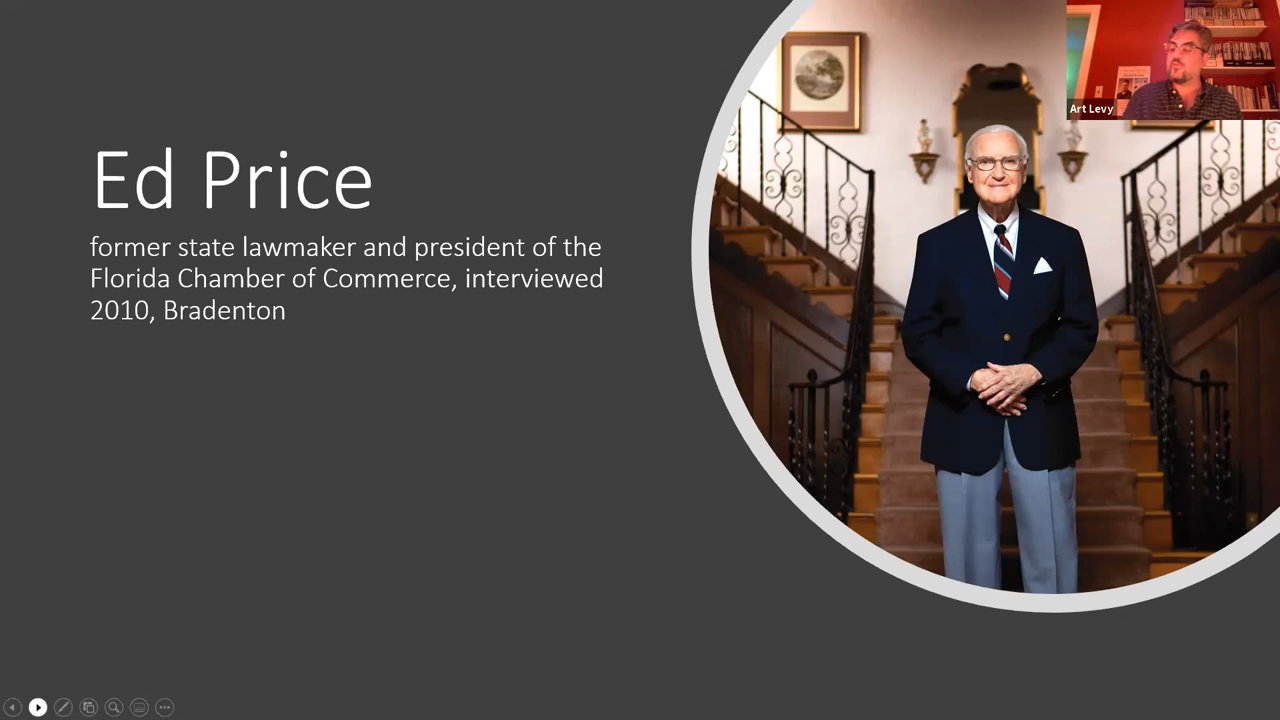 Ed Price
former state lawmaker and president of the
Florida Chamber of Commerce, interviewed
2010, Bradenton
Art Levy